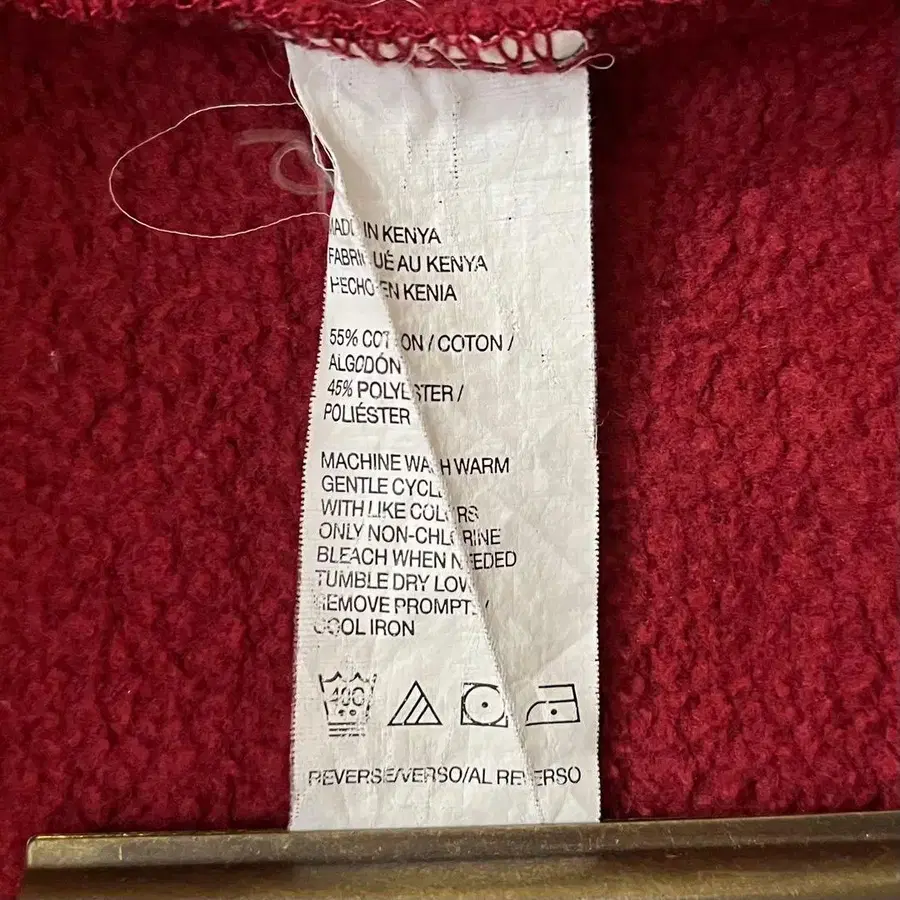 MADE IN KENYA
FABRIQUÉ AU KENYA
HECHO EN KENIA
55% COTTON / COTON /
ALGODÓN
45% POLYESTER /
POLIÉSTER
MACHINE WASH WARM
GENTLE CYCLE
WITH LIKE COLORS
ONLY NON-CHLORINE
BLEACH WHEN NEEDED
TUMBLE DRY LOW
REMOVE PROMPTLY
COOL IRON
40C
REVERSE/VERSO/AL REVERSO